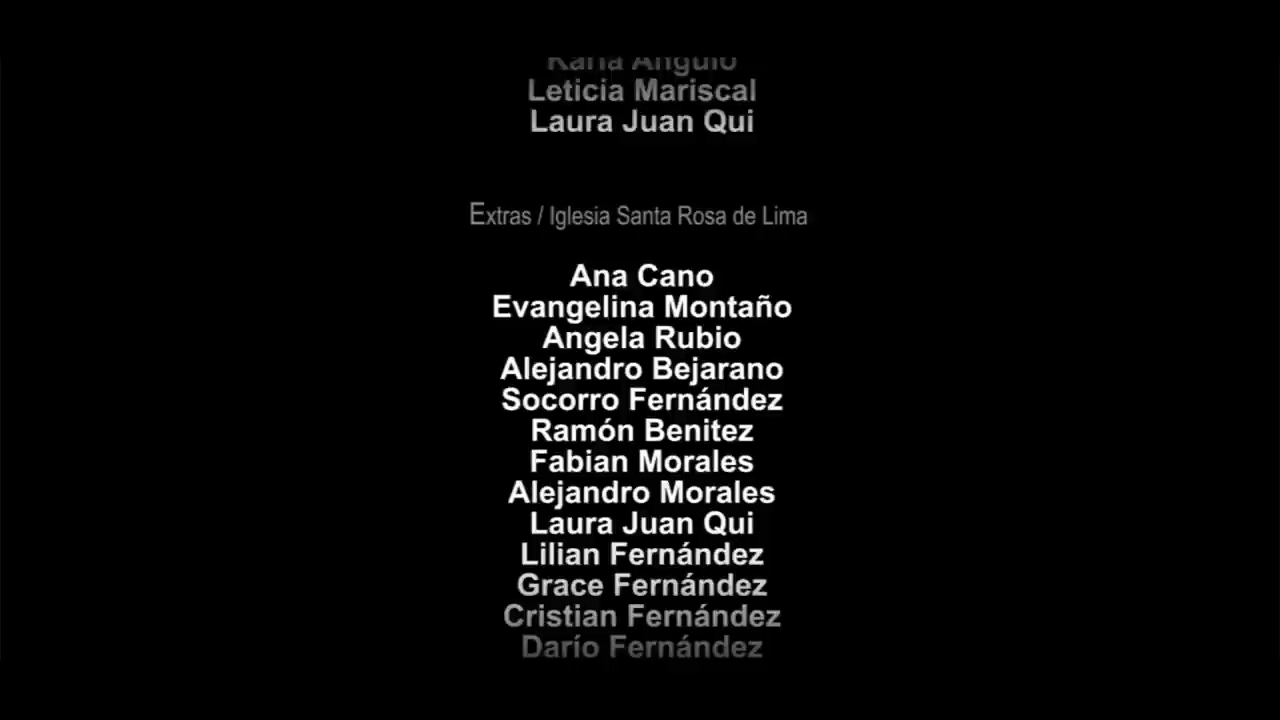 Karla Angulo
Leticia Mariscal
Laura Juan Qui
Extras / Iglesia Santa Rosa de Lima
Ana Cano
Evangelina Montaño
Angela Rubio
Alejandro Bejarano
Socorro Fernández
Ramón Benitez
Fabian Morales
Alejandro Morales
Laura Juan Qui
Lilian Fernández
Grace Fernández
Cristian Fernández
Darío Fernández